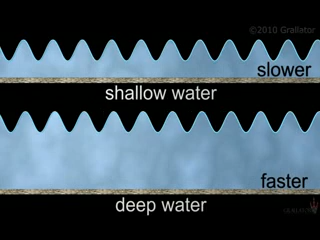 ©2010 Grallator
slower
shallow water
faster
deep water